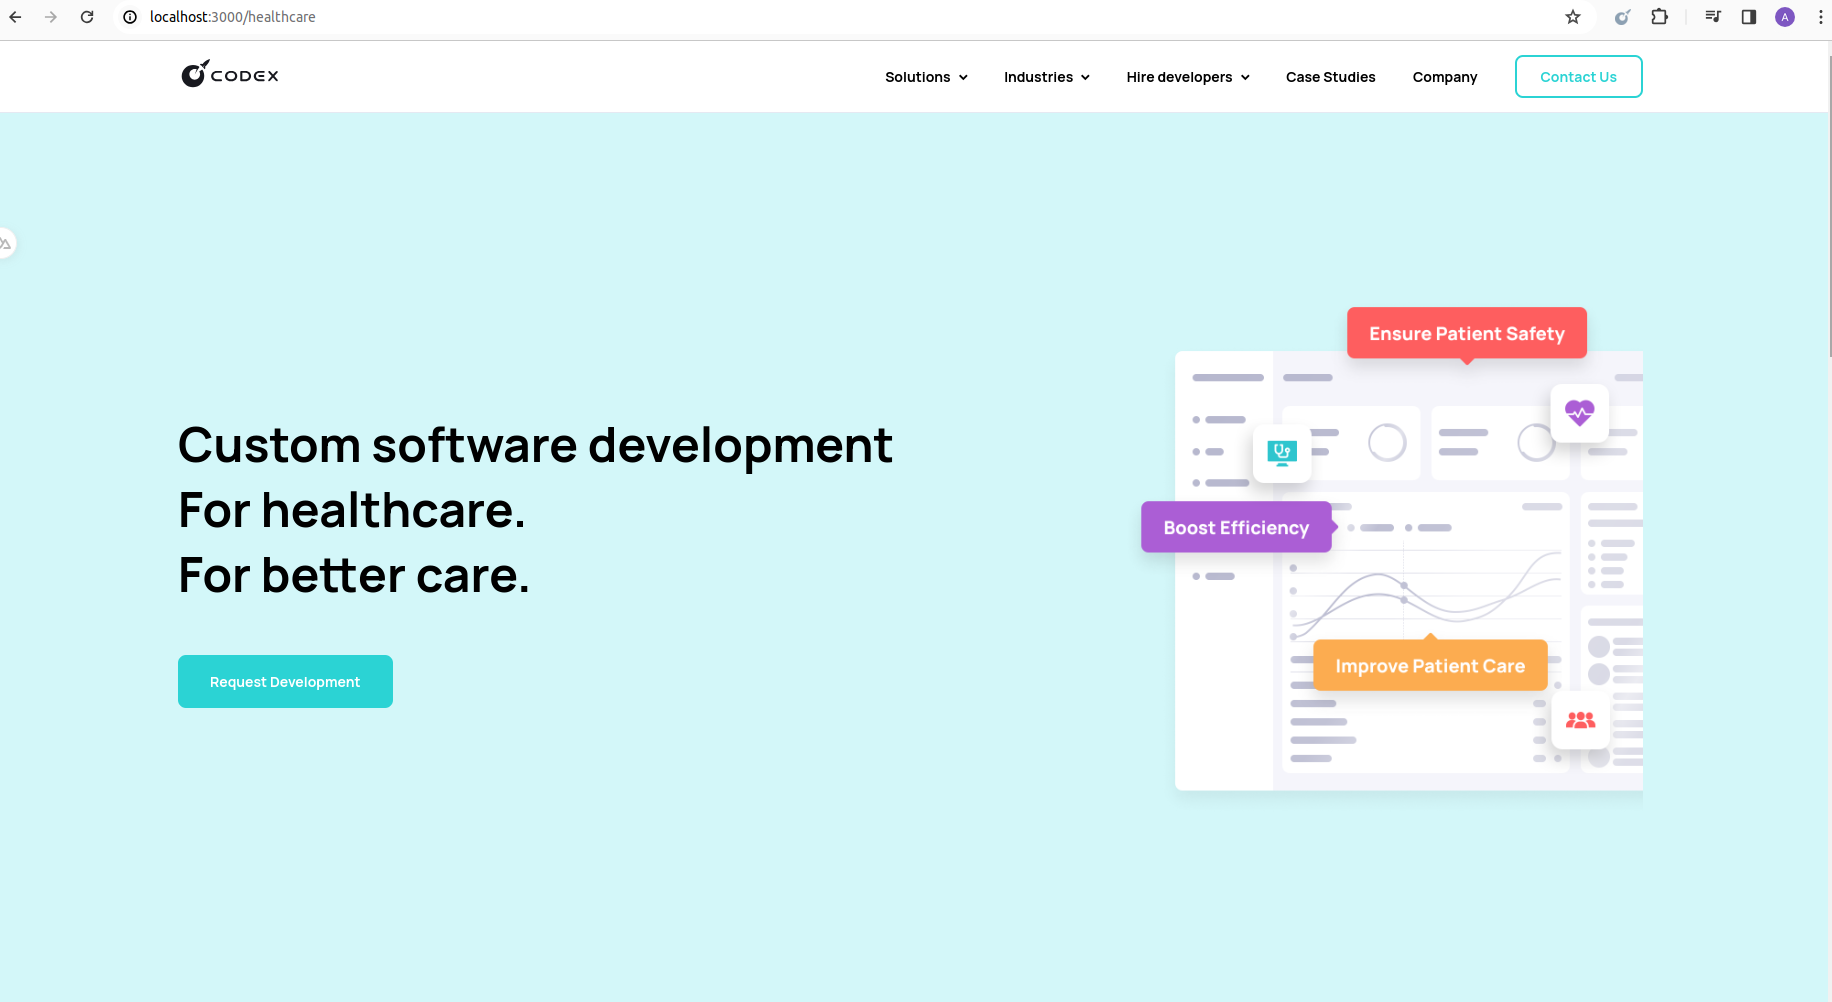 localhost:3000/healthcare
A
CODEX
Solutions
Industries
Hire developers
Case Studies
Company
Contact Us
Custom software development
For healthcare.
For better care.
Request Development
Ensure Patient Safety
Boost Efficiency
Improve Patient Care